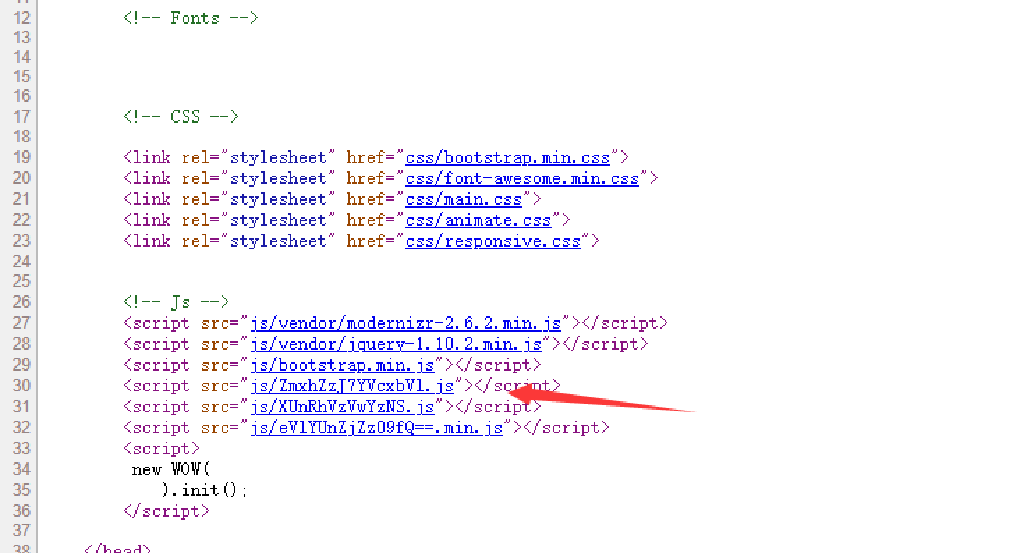 12 <!-- Fonts -->
13
14
15
16
17 <!-- CSS -->
18
19 <link rel="stylesheet" href="css/bootstrap.min.css">
20 <link rel="stylesheet" href="css/font-awesome.min.css">
21 <link rel="stylesheet" href="css/main.css">
22 <link rel="stylesheet" href="css/animate.css">
23 <link rel="stylesheet" href="css/responsive.css">
24
25
26 <!-- Js -->
27 <script src="js/vendor/modernizr-2.6.2.min.js"></script>
28 <script src="js/vendor/jquery-1.10.2.min.js"></script>
29 <script src="js/bootstrap.min.js"></script>
30 <script src="js/ZmxhZzJ7YVcxbV1.js"></script>
31 <script src="js/XUnRhVzVwYzNS.js"></script>
32 <script src="js/eV1YUnZjZz09fQ==.min.js"></script>
33 <script>
34 new WOW(
35 ).init();
36 </script>
37
38 </head>